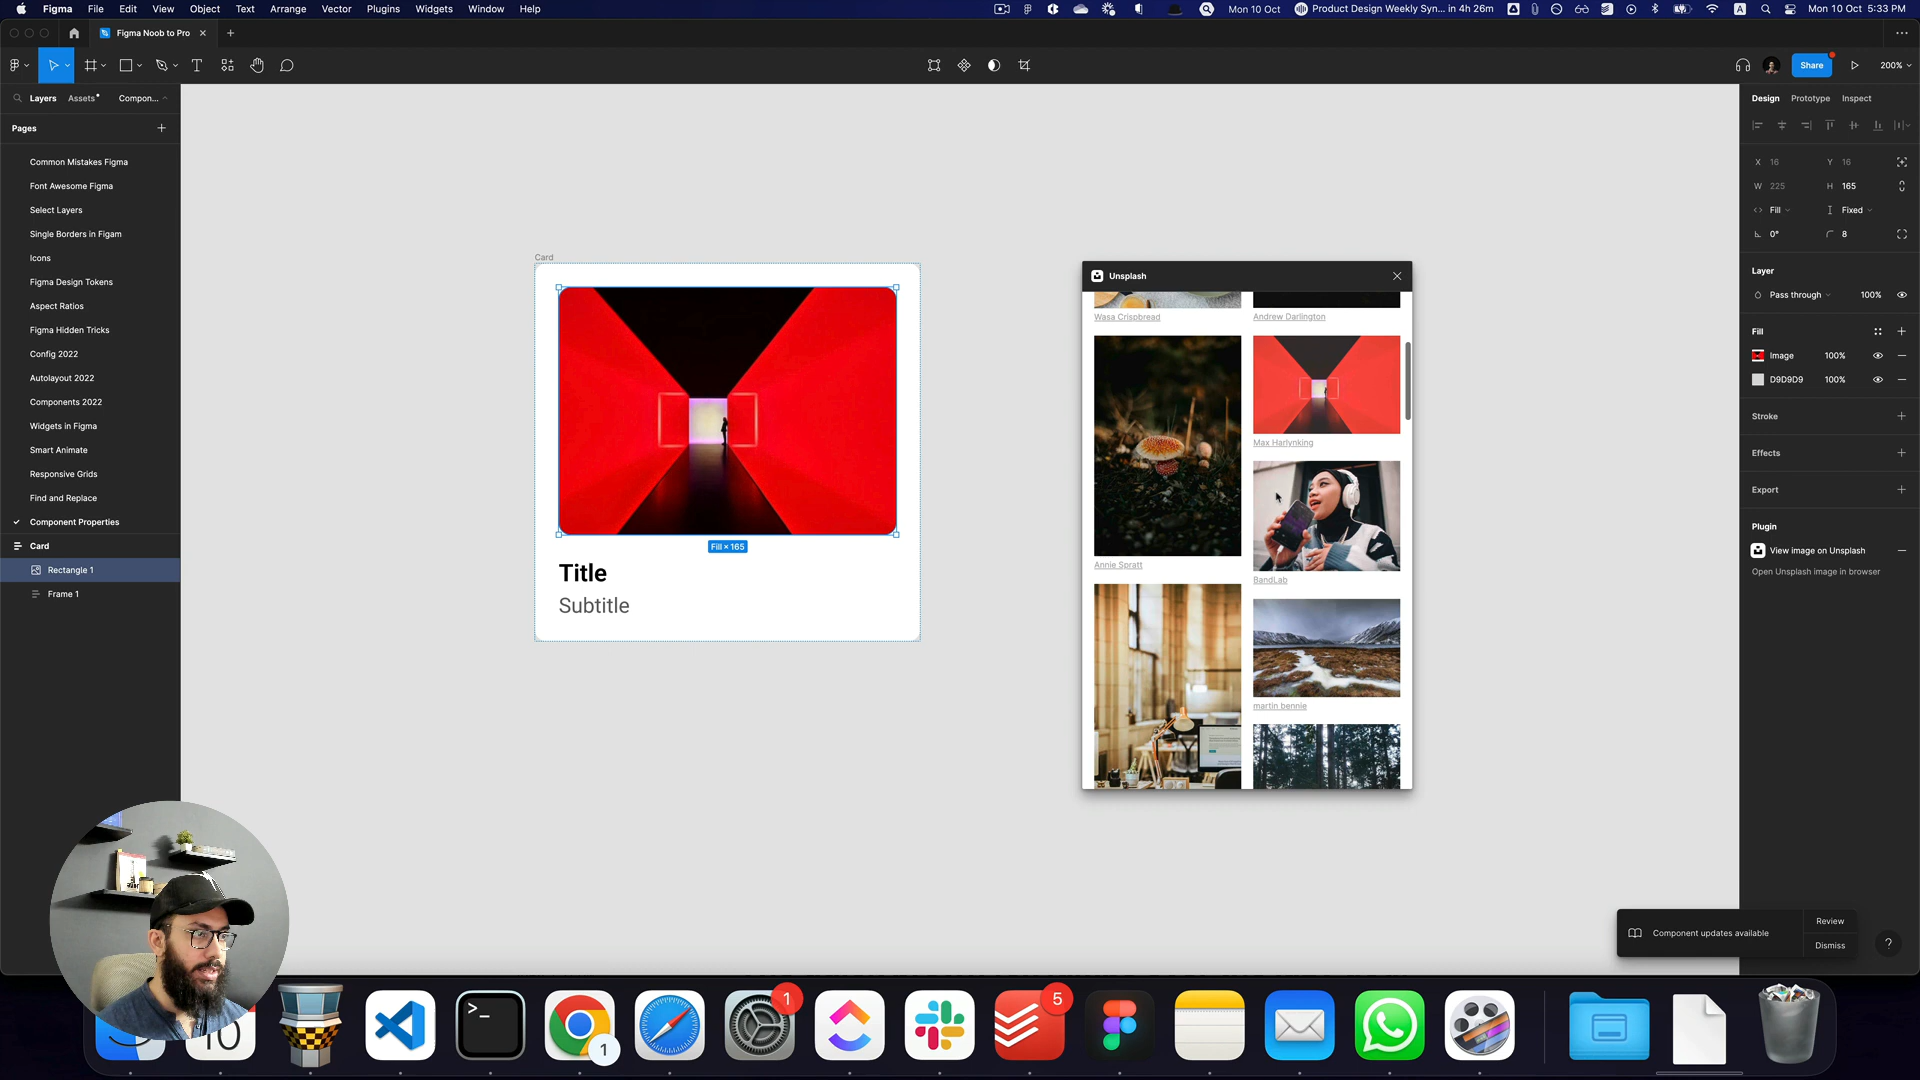 Figma File Edit View Object Text Arrange Vector Plugins Widgets Window Help Mon 10 Oct Product Design Weekly Syn... in 4h 26m A Mon 10 Oct 5:33 PM
Figma Noob to Pro
Share 200%
Layers Assets Compon...
Pages
Common Mistakes Figma
Font Awesome Figma
Select Layers
Single Borders in Figam
Icons
Figma Design Tokens
Aspect Ratios
Figma Hidden Tricks
Config 2022
Autolayout 2022
Components 2022
Widgets in Figma
Smart Animate
Responsive Grids
Find and Replace
Component Properties
Card
Rectangle 1
Frame 1
Card
Fill × 165
Title
Subtitle
Unsplash
Wasa Crispbread
Andrew Darlington
Max Harlynking
Annie Spratt
BandLab
martin bennie
Design Prototype Inspect
X 16 Y 16
W 225 H 165
Fill Fixed
0° 8
Layer
Pass through 100%
Fill
Image 100%
D9D9D9 100%
Stroke
Effects
Export
Plugin
View image on Unsplash
Open Unsplash image in browser
Component updates available
Review
Dismiss
?
10
>_
1
1
5